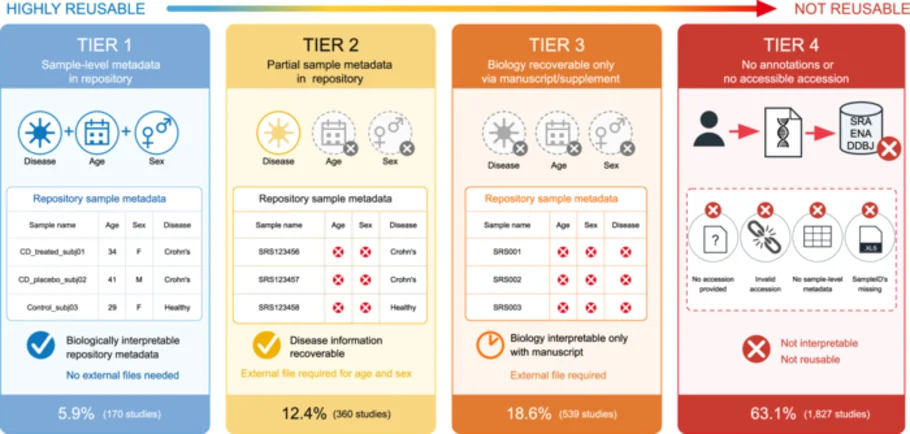 HIGHLY REUSABLE
NOT REUSABLE
TIER 1
Sample-level metadata
in repository
Disease
Age
Sex
Repository sample metadata
Sample name Age Sex Disease
CD_treated_subj01 34 F Crohn's
CD_placebo_subj02 41 M Crohn's
Control_subj03 29 F Healthy
Biologically interpretable
repository metadata
No external files needed
5.9% (170 studies)
TIER 2
Partial sample metadata
in repository
Disease
Age
Sex
Repository sample metadata
Sample name Age Sex Disease
SRS123456 Crohn's
SRS123457 Crohn's
SRS123458 Healthy
Disease information
recoverable
External file required for age and sex
12.4% (360 studies)
TIER 3
Biology recoverable only
via manuscript/supplement
Disease
Age
Sex
Repository sample metadata
Sample name Age Sex Disease
SRS001
SRS002
SRS003
Biology interpretable only
with manuscript
External file required
18.6% (539 studies)
TIER 4
No annotations or
no accessible accession
SRA
ENA
DDBJ
?
XLS
No accession
provided
Invalid
accession
No sample-level
metadata
SampleID's
missing
Not interpretable
Not reusable
63.1% (1,827 studies)